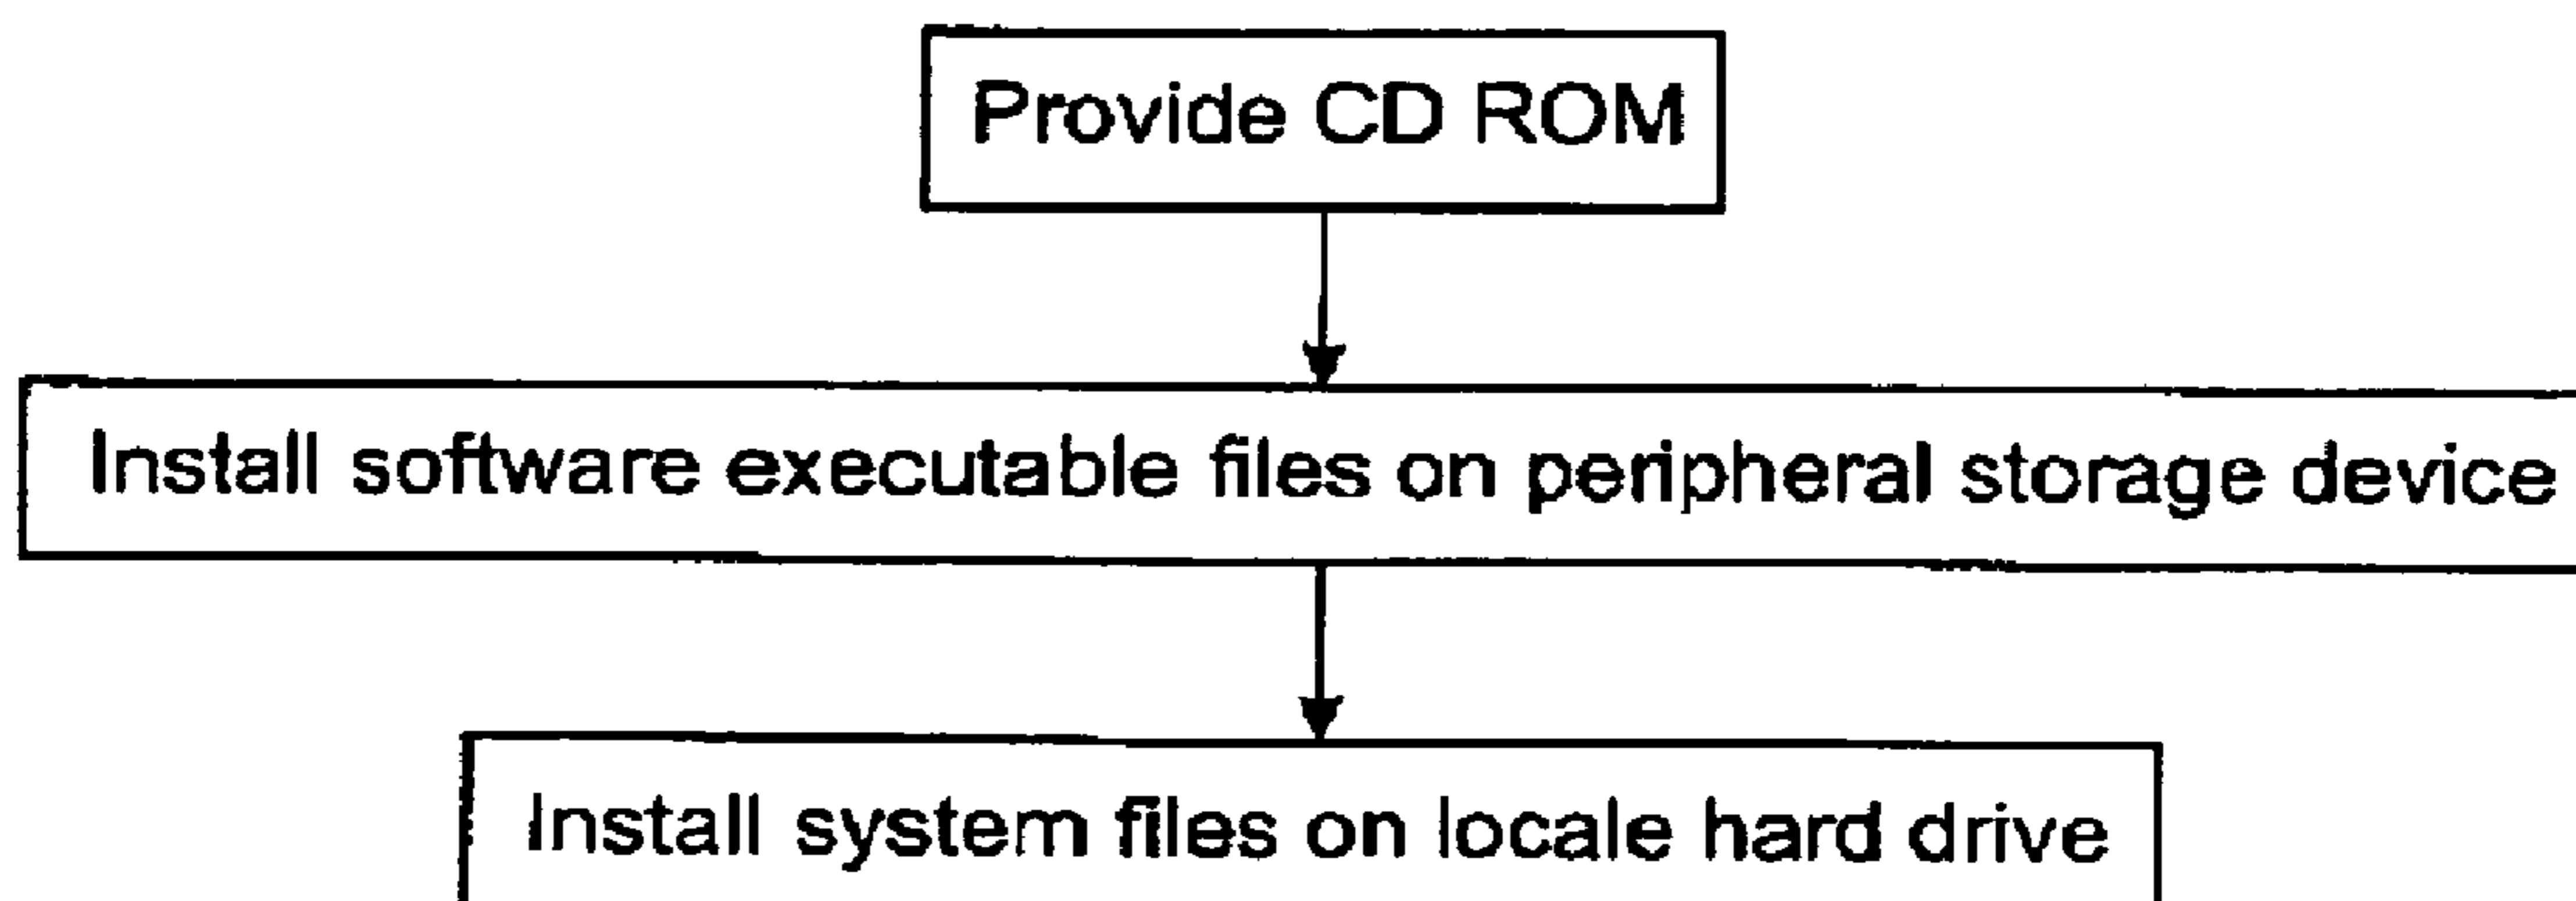 Provide CD ROM
Install software executable files on peripheral storage device
Install system files on locale hard drive